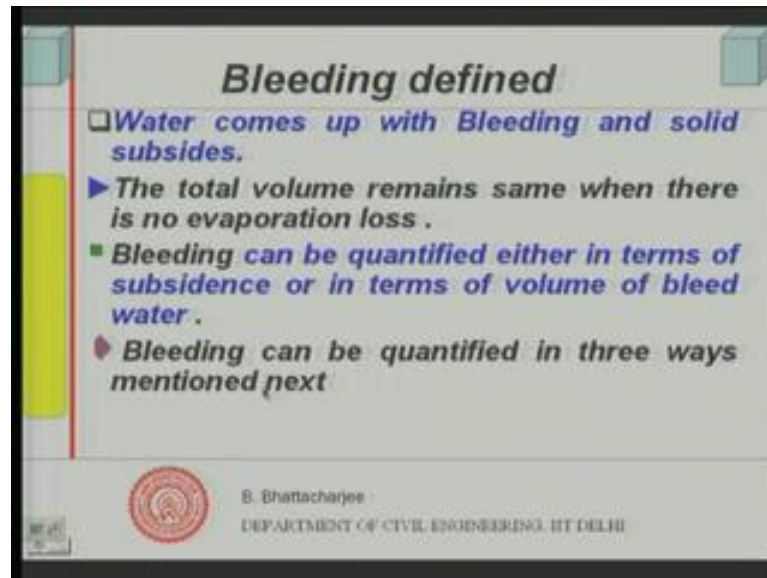 Bleeding defined
Water comes up with Bleeding and solid
subsides.
The total volume remains same when there
is no evaporation loss .
Bleeding can be quantified either in terms of
subsidence or in terms of volume of bleed
water .
Bleeding can be quantified in three ways
mentioned next
B. Bhattacharjee
DEPARTMENT OF CIVIL ENGINEERING, IIT DELHI